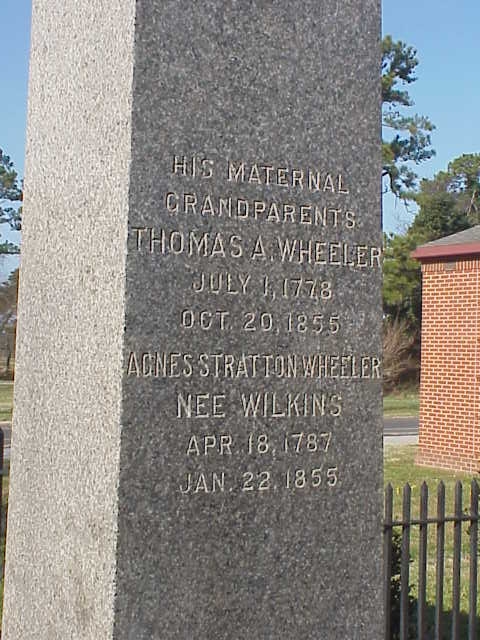 HIS MATERNAL
GRANDPARENTS
THOMAS A. WHEELER
JULY 1, 1778
OCT. 20, 1855
AGNES STRATTON WHEELER
NEE WILKINS
APR. 18, 1787
JAN. 22, 1855